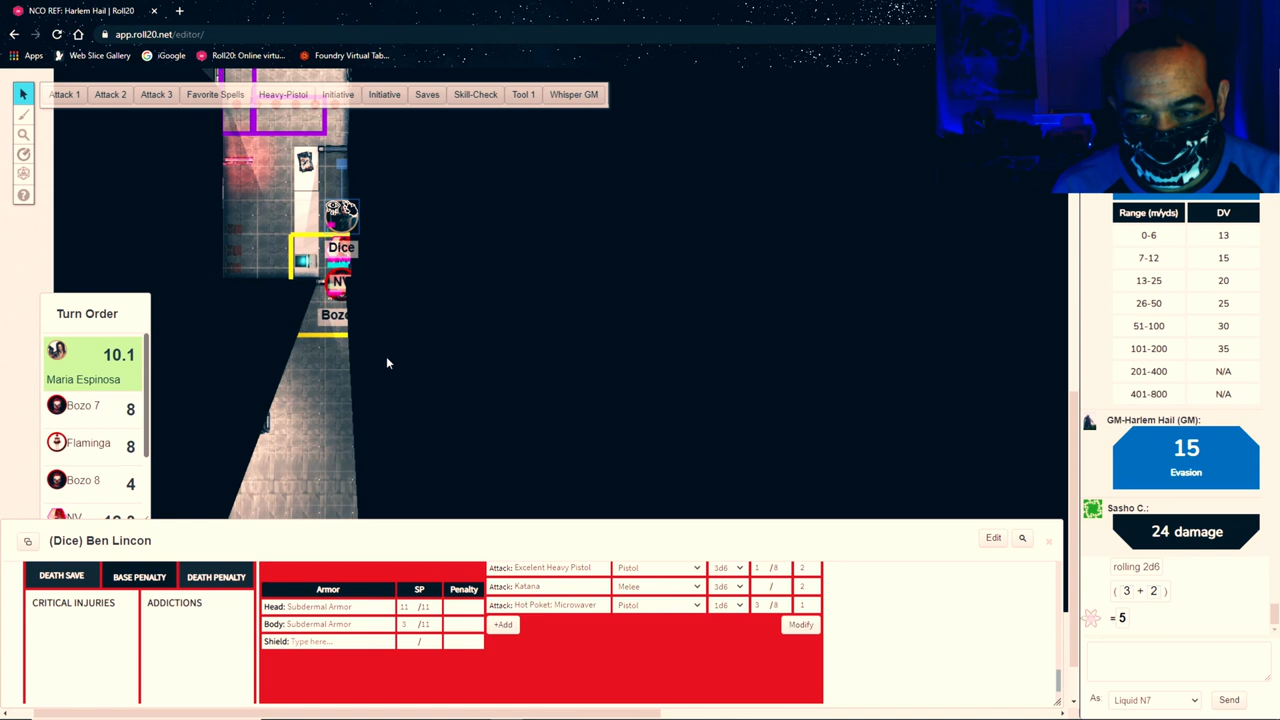 NCO REF: Harlem Hail | Roll20
app.roll20.net/editor/
Apps Web Slice Gallery iGoogle Roll20: Online virtu... Foundry Virtual Tab...
Attack 1 Attack 2 Attack 3 Favorite Spells Heavy-Pistol Initiative Initiative Saves Skill-Check Tool 1 Whisper GM
Dice
NV
Bozo
Turn Order
10.1
Maria Espinosa
Bozo 7 8
Flaminga 8
Bozo 8 4
NV
(Dice) Ben Lincon
Edit
DEATH SAVE BASE PENALTY DEATH PENALTY
CRITICAL INJURIES ADDICTIONS
Armor SP Penalty
Head: Subdermal Armor 11 /11
Body: Subdermal Armor 3 /11
Shield: Type here... /
Attack: Excelent Heavy Pistol Pistol 3d6 1 /8 2
Attack: Katana Melee 3d6 / 2
Attack: Hot Poket: Microwaver Pistol 1d6 3 /8 1
+Add Modify
Range (m/yds) DV
0-6 13
7-12 15
13-25 20
26-50 25
51-100 30
101-200 35
201-400 N/A
401-800 N/A
GM-Harlem Hail (GM):
15
Evasion
Sasho C.:
24 damage
rolling 2d6
( 3 + 2 )
= 5
As: Liquid N7 Send